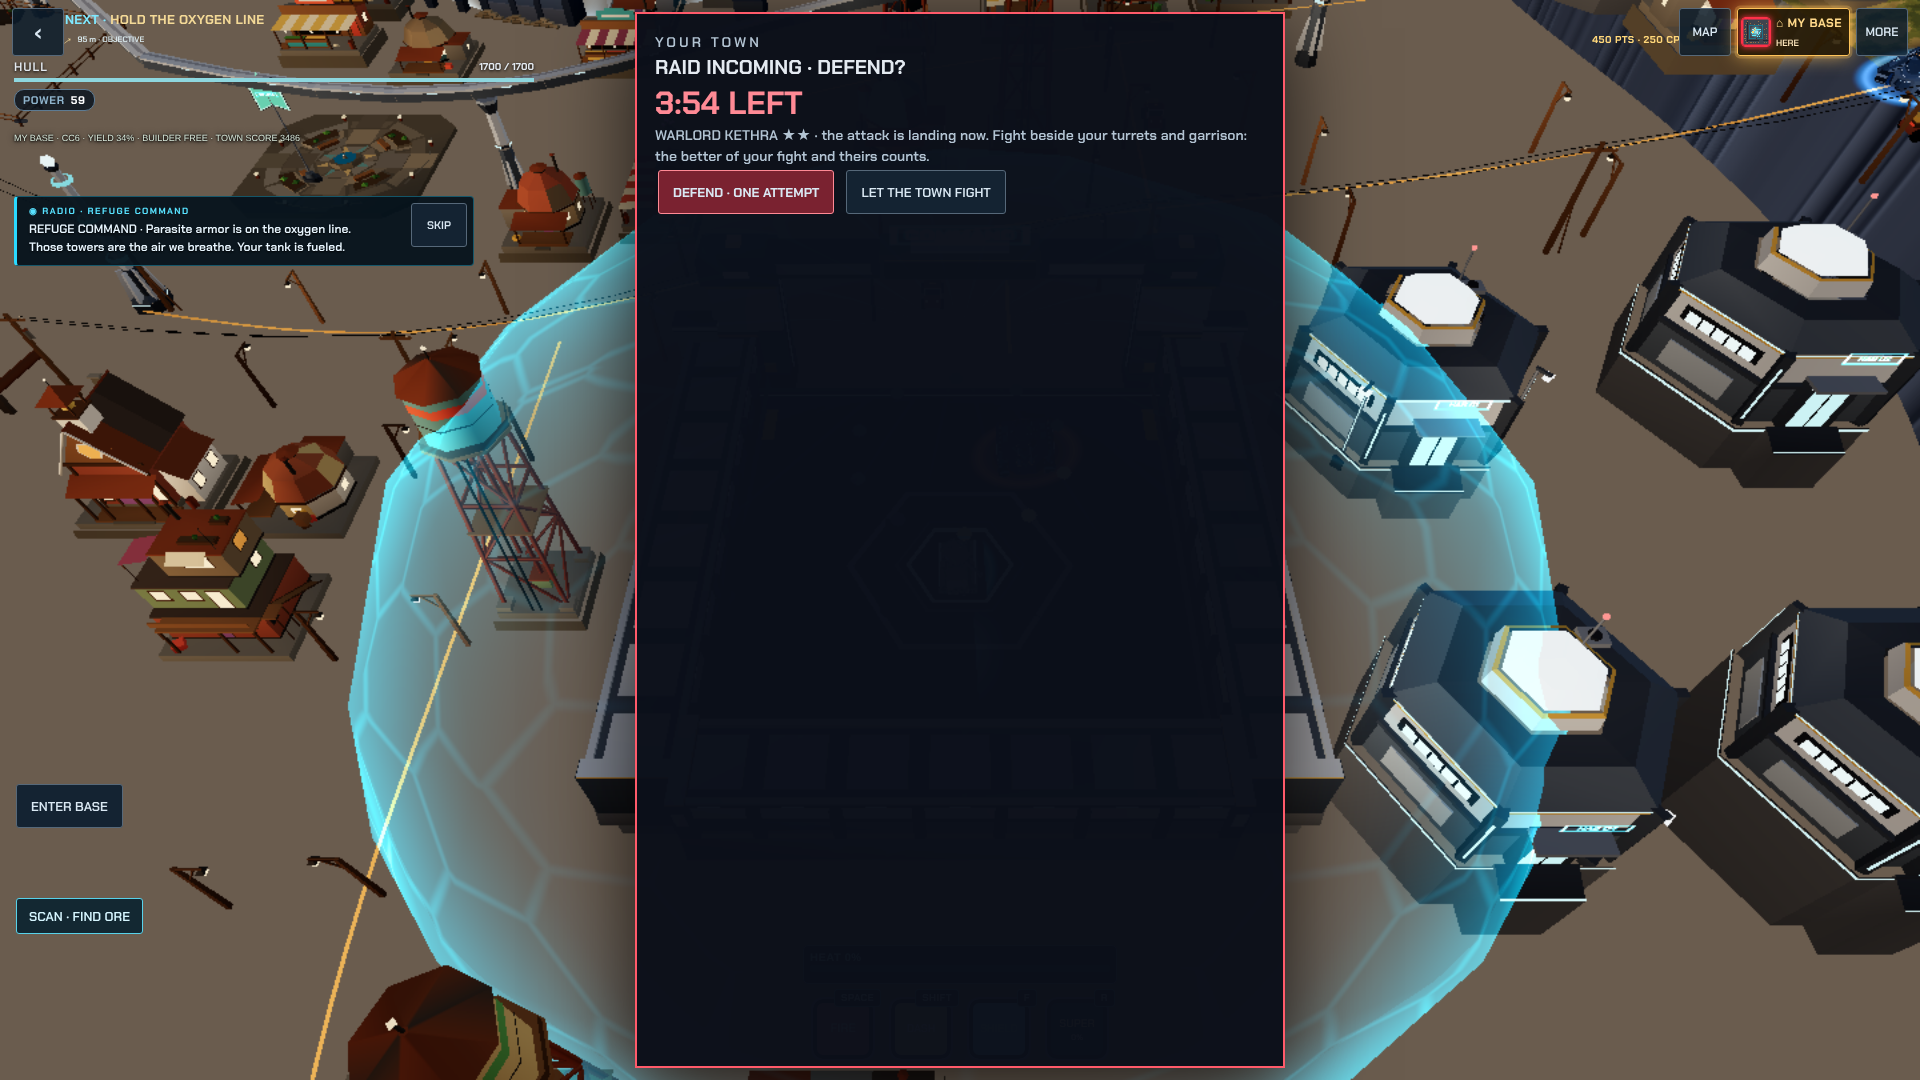 NEXT · HOLD THE OXYGEN LINE
95 m · OBJECTIVE
HULL
1700 / 1700
POWER 59
MY BASE · CC6 · YIELD 34% · BUILDER FREE · TOWN SCORE 3486
◉ RADIO · REFUGE COMMAND
REFUGE COMMAND · Parasite armor is on the oxygen line.
Those towers are the air we breathe. Your tank is fueled.
SKIP
ENTER BASE
SCAN · FIND ORE
YOUR TOWN
RAID INCOMING · DEFEND?
3:54 LEFT
WARLORD KETHRA ★★ · the attack is landing now. Fight beside your turrets and garrison:
the better of your fight and theirs counts.
DEFEND · ONE ATTEMPT
LET THE TOWN FIGHT
450 PTS · 250 CP
MAP
⌂ MY BASE
HERE
MORE